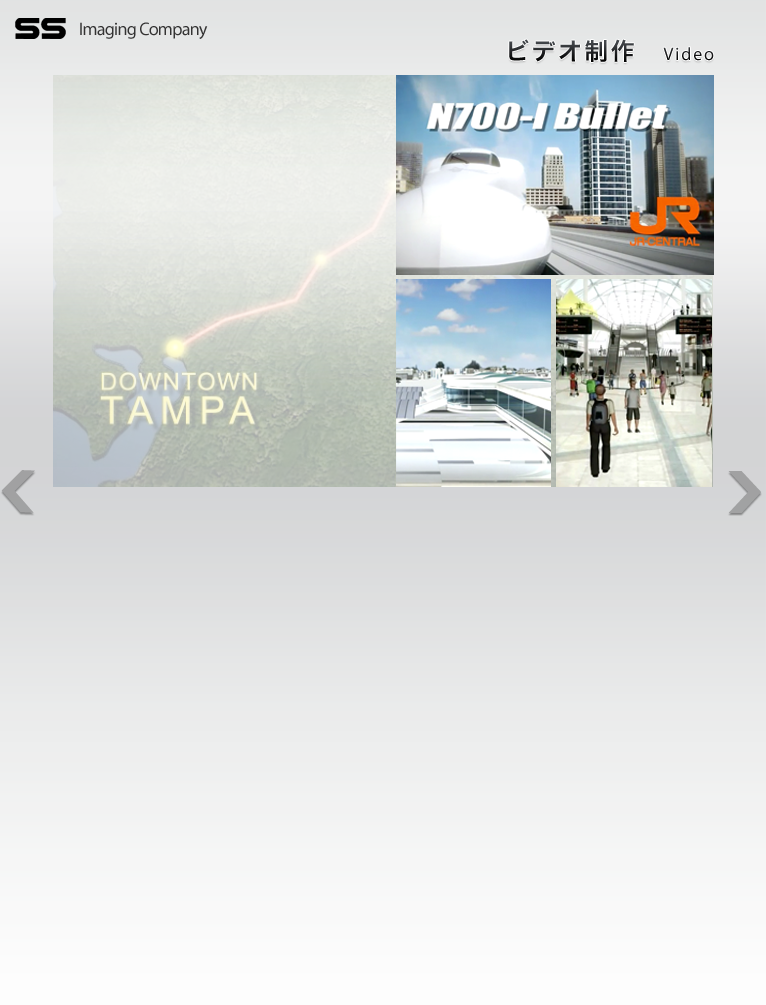 SS Imaging Company
ビデオ制作 Video
N700-I Bullet
JR
JR CENTRAL
DOWNTOWN
TAMPA